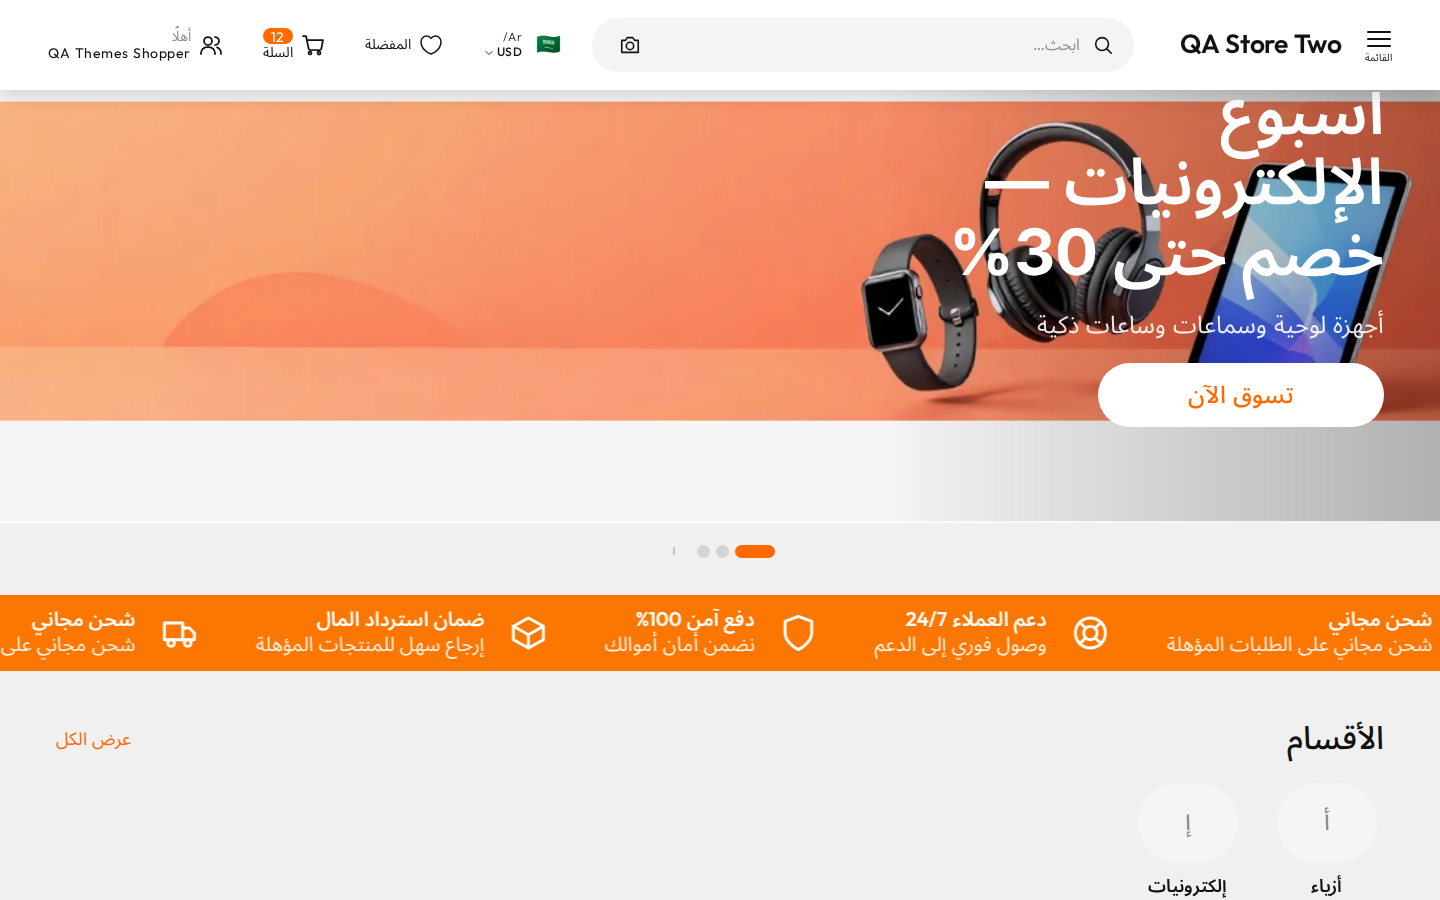 القائمة
QA Store Two
ابحث...
Ar/
USD
المفضلة
12
السلة
أهلًا
QA Themes Shopper
أسبوع
الإلكترونيات —
خصم حتى 30%
أجهزة لوحية وسماعات وساعات ذكية
تسوق الآن
شحن مجاني
شحن مجاني على الطلبات المؤهلة
دعم العملاء 24/7
وصول فوري إلى الدعم
دفع آمن 100%
نضمن أمان أموالك
ضمان استرداد المال
إرجاع سهل للمنتجات المؤهلة
شحن مجاني
شحن مجاني على
الأقسام
عرض الكل
أ
أزياء
إ
إلكترونيات